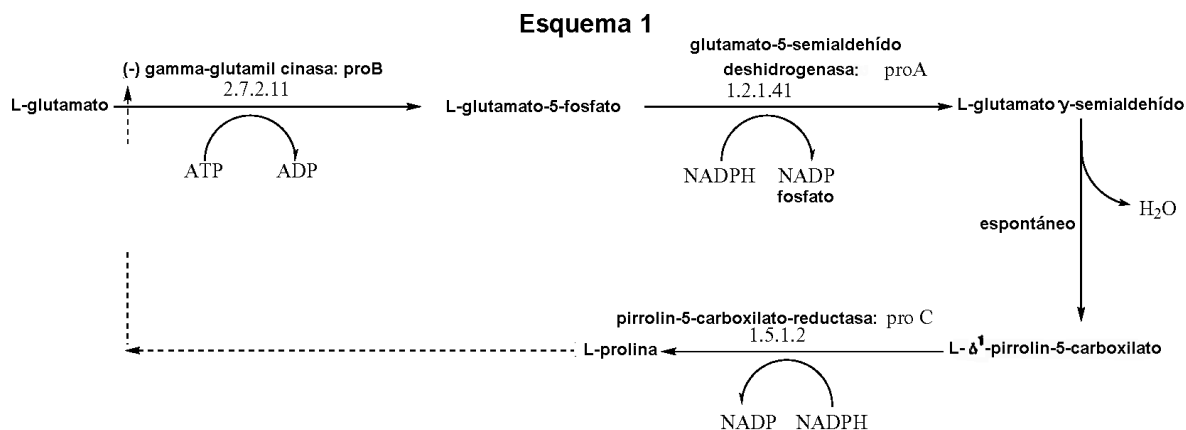 Esquema 1
(-) gamma-glutamil cinasa: proB
2.7.2.11
L-glutamato
ATP ADP
L-glutamato-5-fosfato
glutamato-5-semialdehído
deshidrogenasa: proA
1.2.1.41
NADPH NADP
fosfato
L-glutamato γ-semialdehído
espontáneo
H₂O
L-Δ¹-pirrolin-5-carboxilato
pirrolin-5-carboxilato-reductasa: pro C
1.5.1.2
L-prolina
NADP NADPH